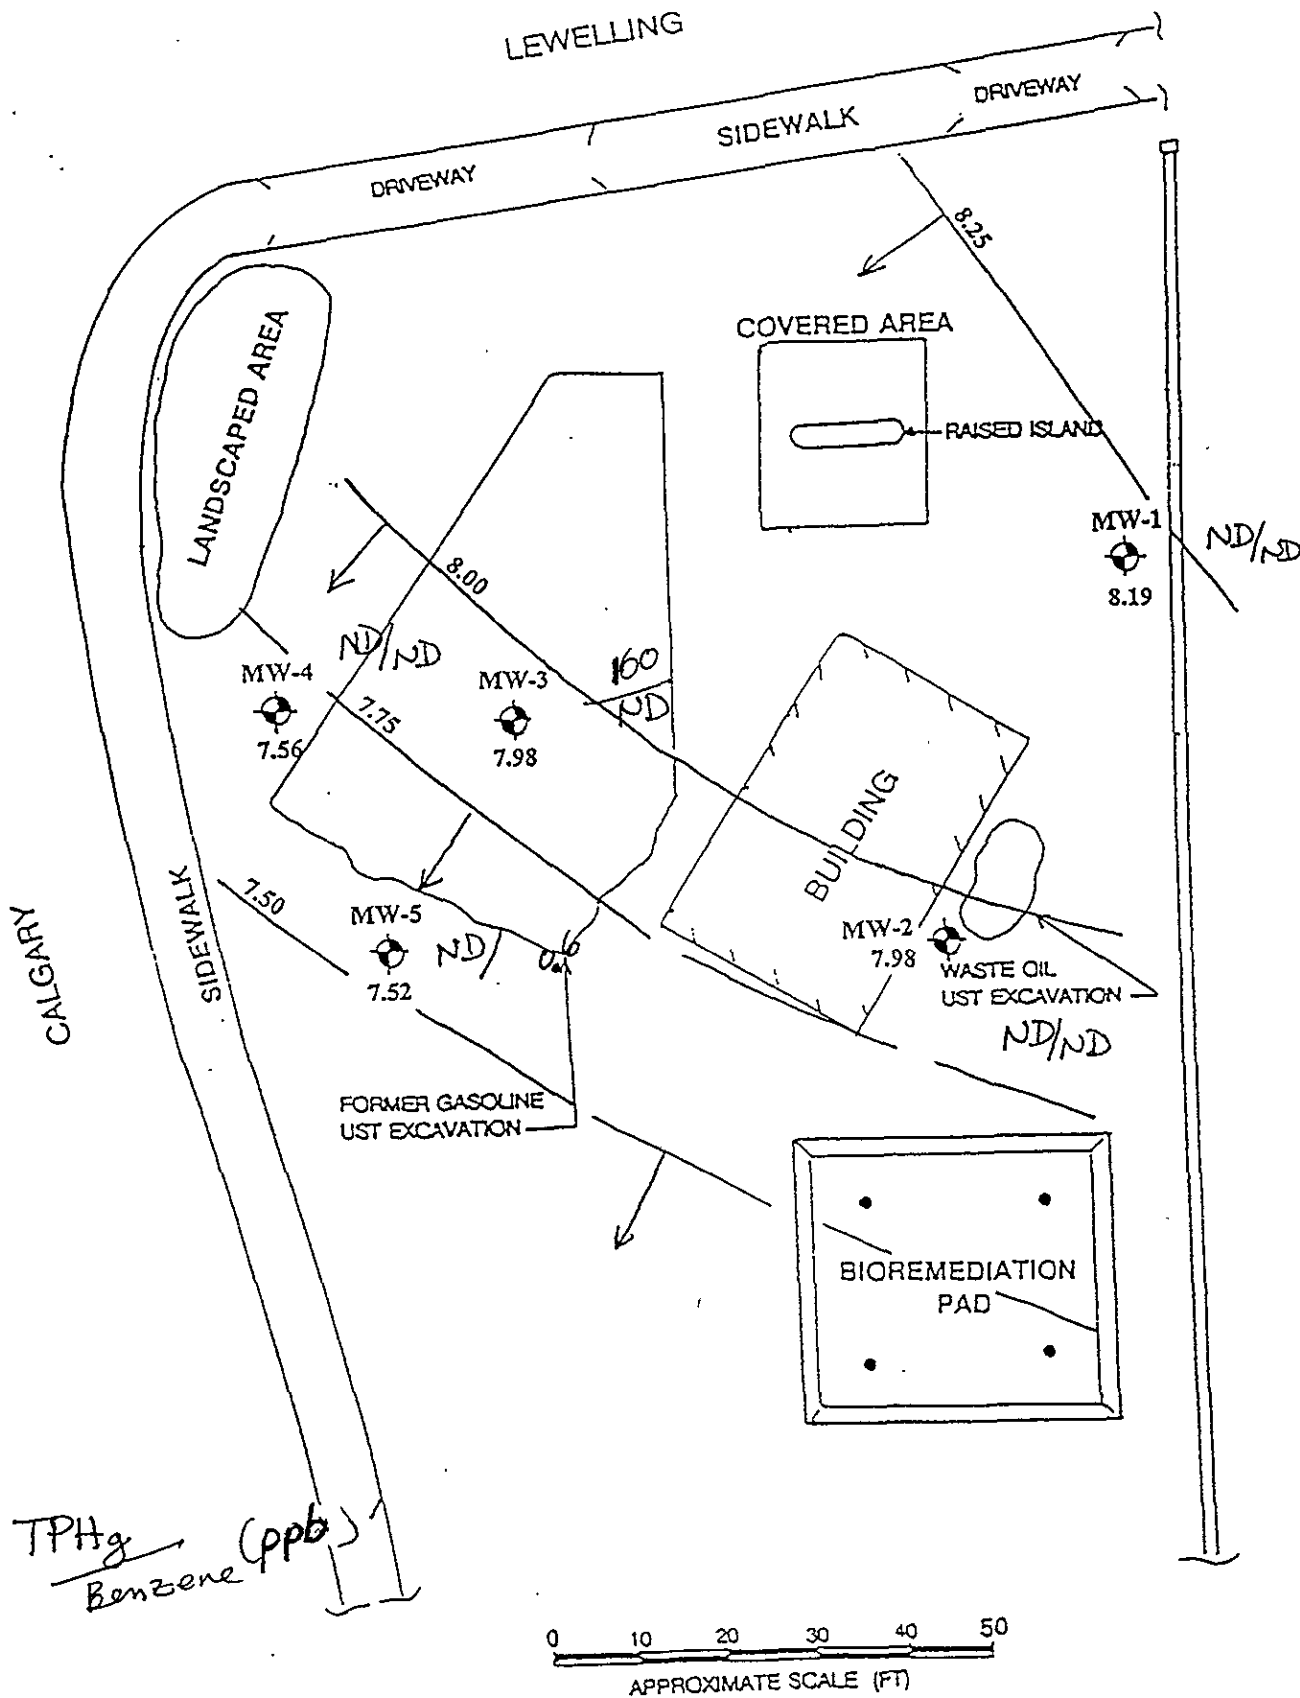 LEWELLING
DRIVEWAY
SIDEWALK
DRIVEWAY
8.25
COVERED AREA
RAISED ISLAND
LANDSCAPED AREA
MW-1
8.19
ND/ND
8.00
ND/ND
MW-4
7.56
7.75
MW-3
7.98
160
ND
BUILDING
7.50
SIDEWALK
CALGARY
MW-5
7.52
ND/
MW-2
7.98
WASTE OIL
UST EXCAVATION
ND/ND
FORMER GASOLINE
UST EXCAVATION
BIOREMEDIATION
PAD
TPHg
Benzene (ppb)
0 10 20 30 40 50
APPROXIMATE SCALE (FT)